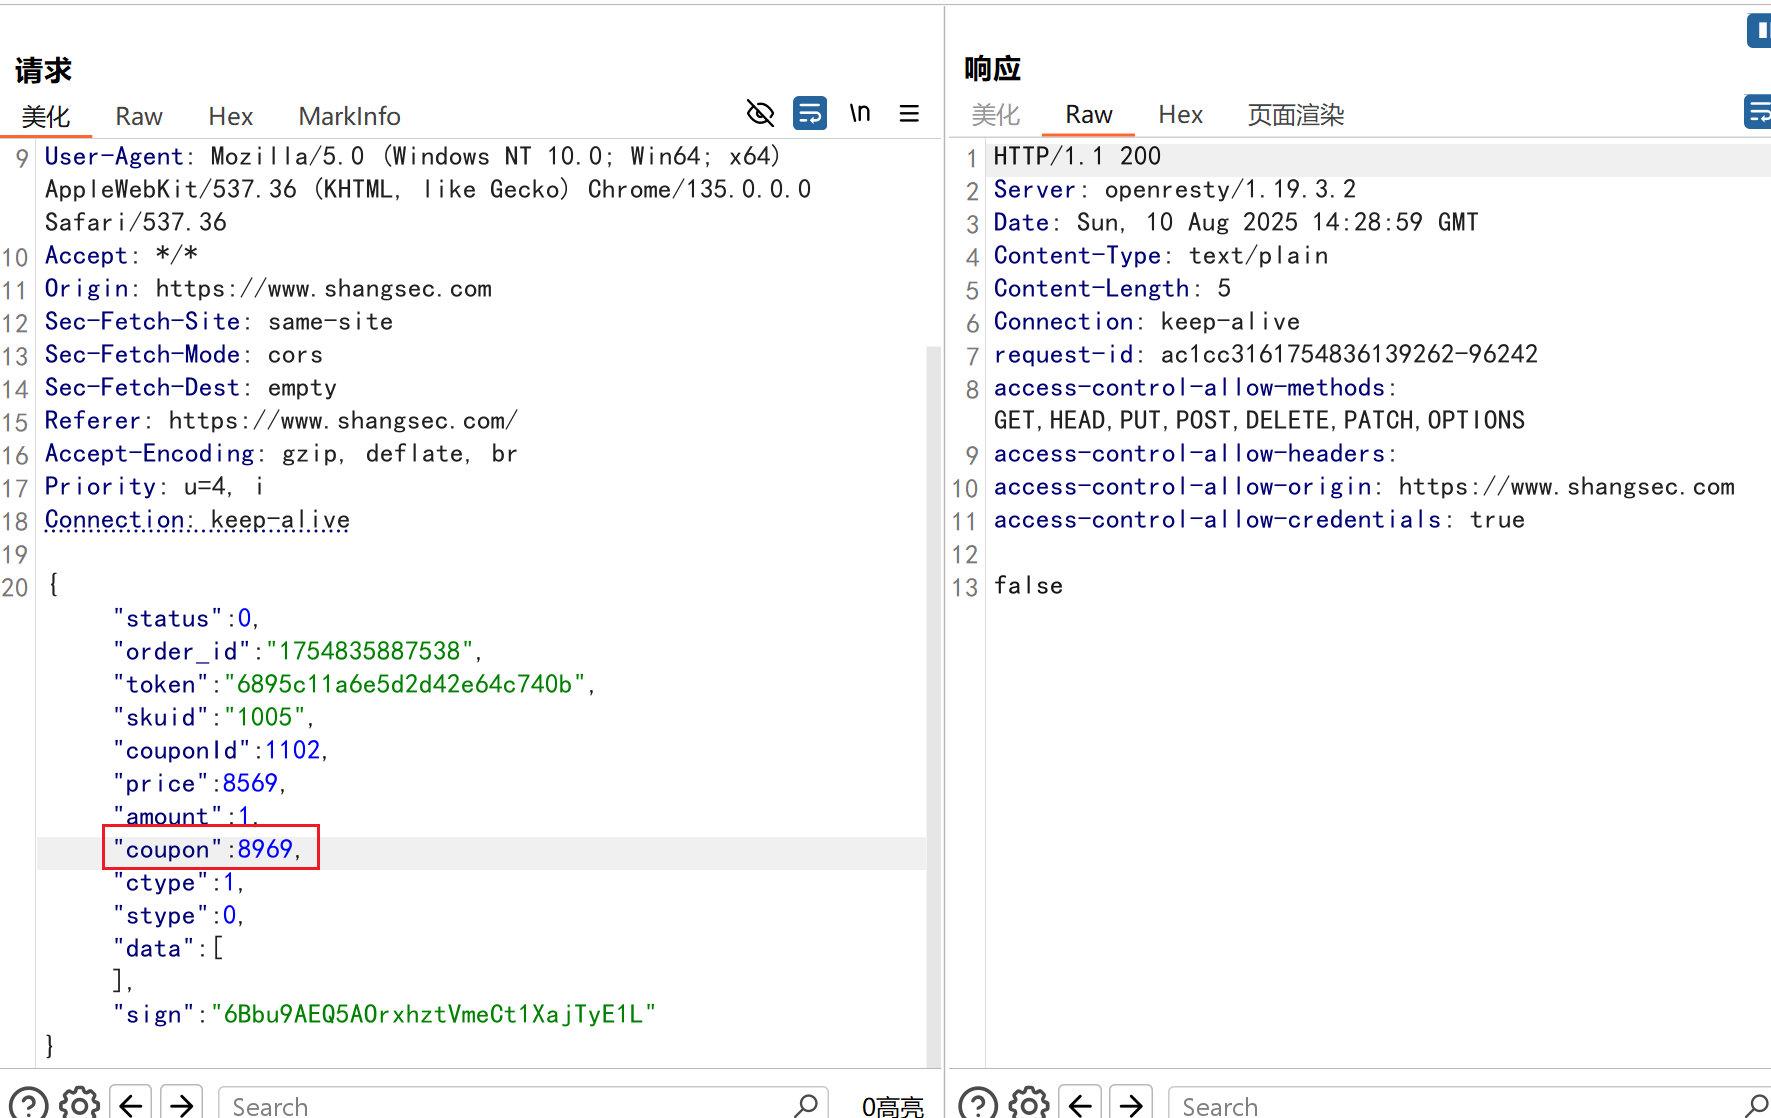 请求
美化 Raw Hex MarkInfo \n
9 User-Agent: Mozilla/5.0 (Windows NT 10.0; Win64; x64)
AppleWebKit/537.36 (KHTML, like Gecko) Chrome/135.0.0.0
Safari/537.36
10 Accept: */*
11 Origin: https://www.shangsec.com
12 Sec-Fetch-Site: same-site
13 Sec-Fetch-Mode: cors
14 Sec-Fetch-Dest: empty
15 Referer: https://www.shangsec.com/
16 Accept-Encoding: gzip, deflate, br
17 Priority: u=4, i
18 Connection: keep-alive
19
20 {
"status":0,
"order_id":"1754835887538",
"token":"6895c11a6e5d2d42e64c740b",
"skuid":"1005",
"couponId":1102,
"price":8569,
"amount":1,
"coupon":8969,
"ctype":1,
"stype":0,
"data":[
],
"sign":"6Bbu9AEQ5AOrxhztVmeCt1XajTyE1L"
}
Search 0高亮
响应
美化 Raw Hex 页面渲染
1 HTTP/1.1 200
2 Server: openresty/1.19.3.2
3 Date: Sun, 10 Aug 2025 14:28:59 GMT
4 Content-Type: text/plain
5 Content-Length: 5
6 Connection: keep-alive
7 request-id: ac1cc3161754836139262-96242
8 access-control-allow-methods:
GET,HEAD,PUT,POST,DELETE,PATCH,OPTIONS
9 access-control-allow-headers:
10 access-control-allow-origin: https://www.shangsec.com
11 access-control-allow-credentials: true
12
13 false
Search